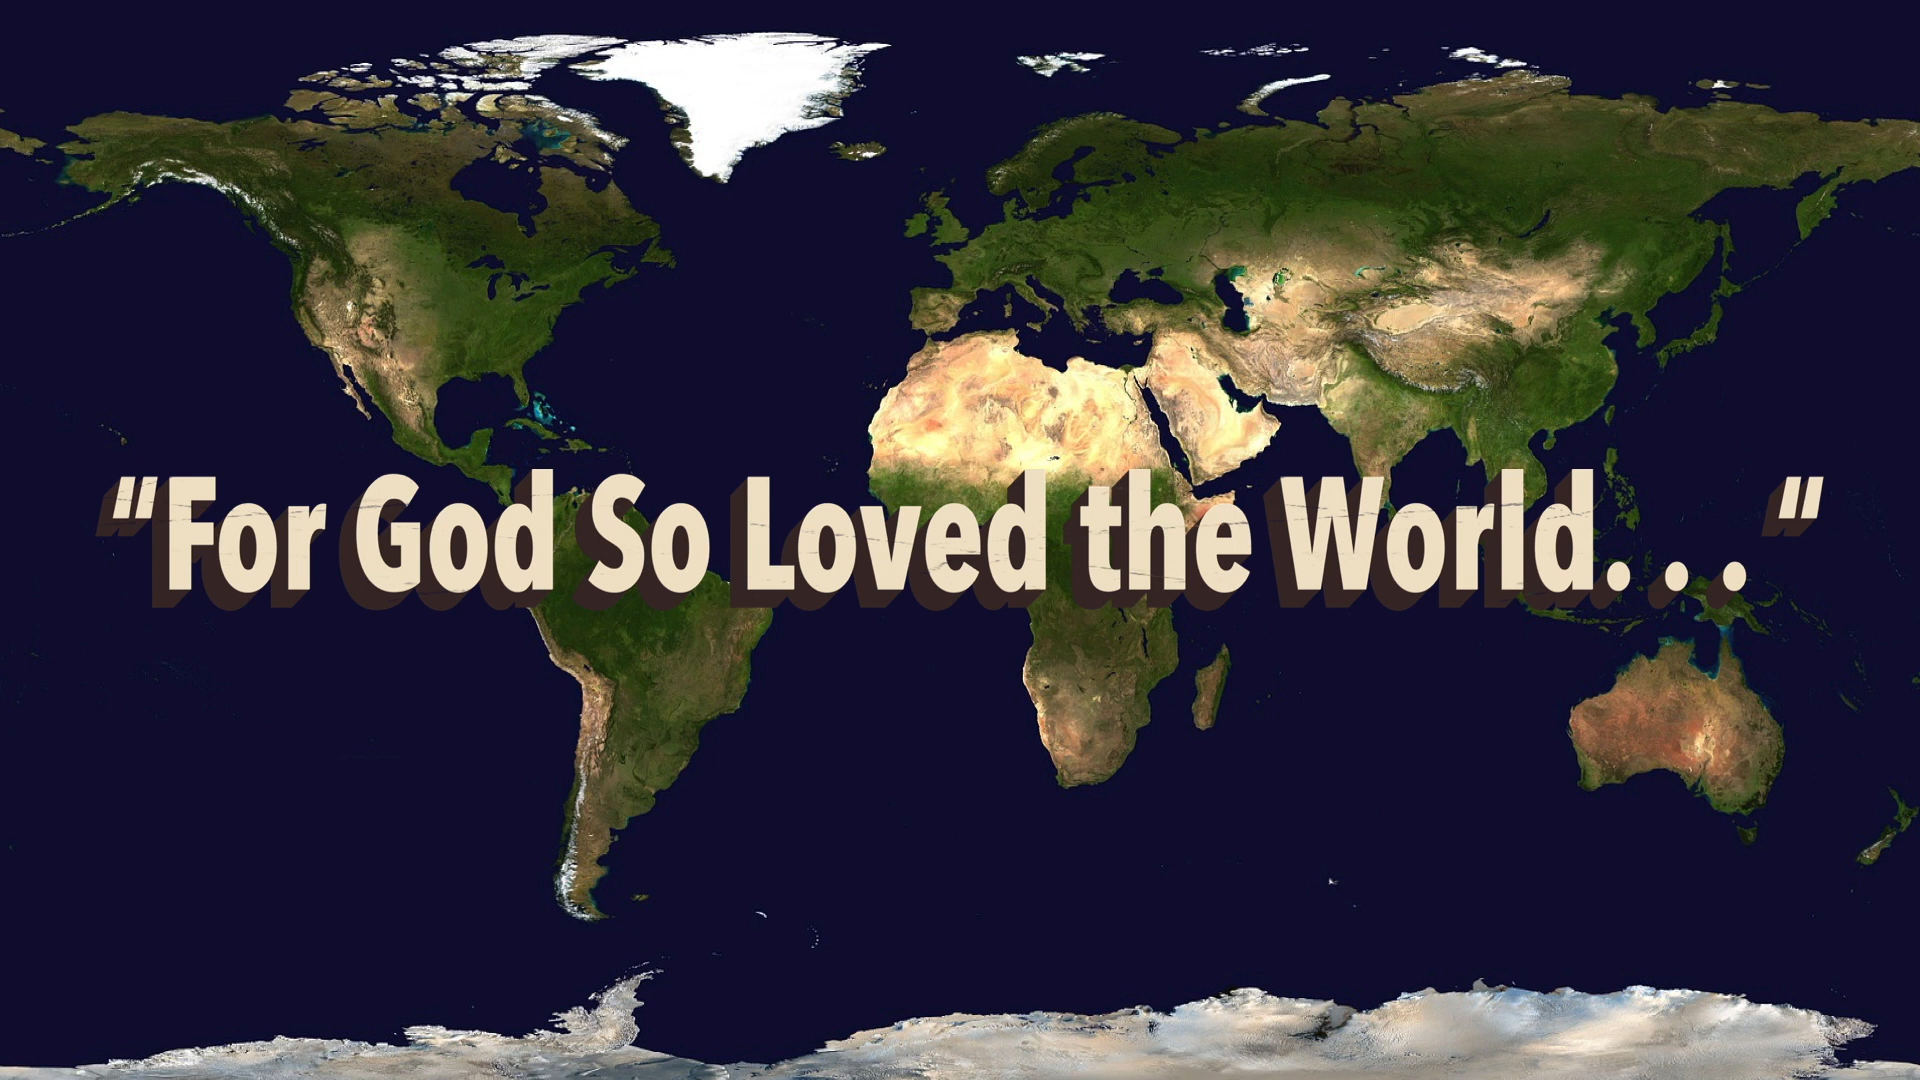 “For God So Loved the World. . . “